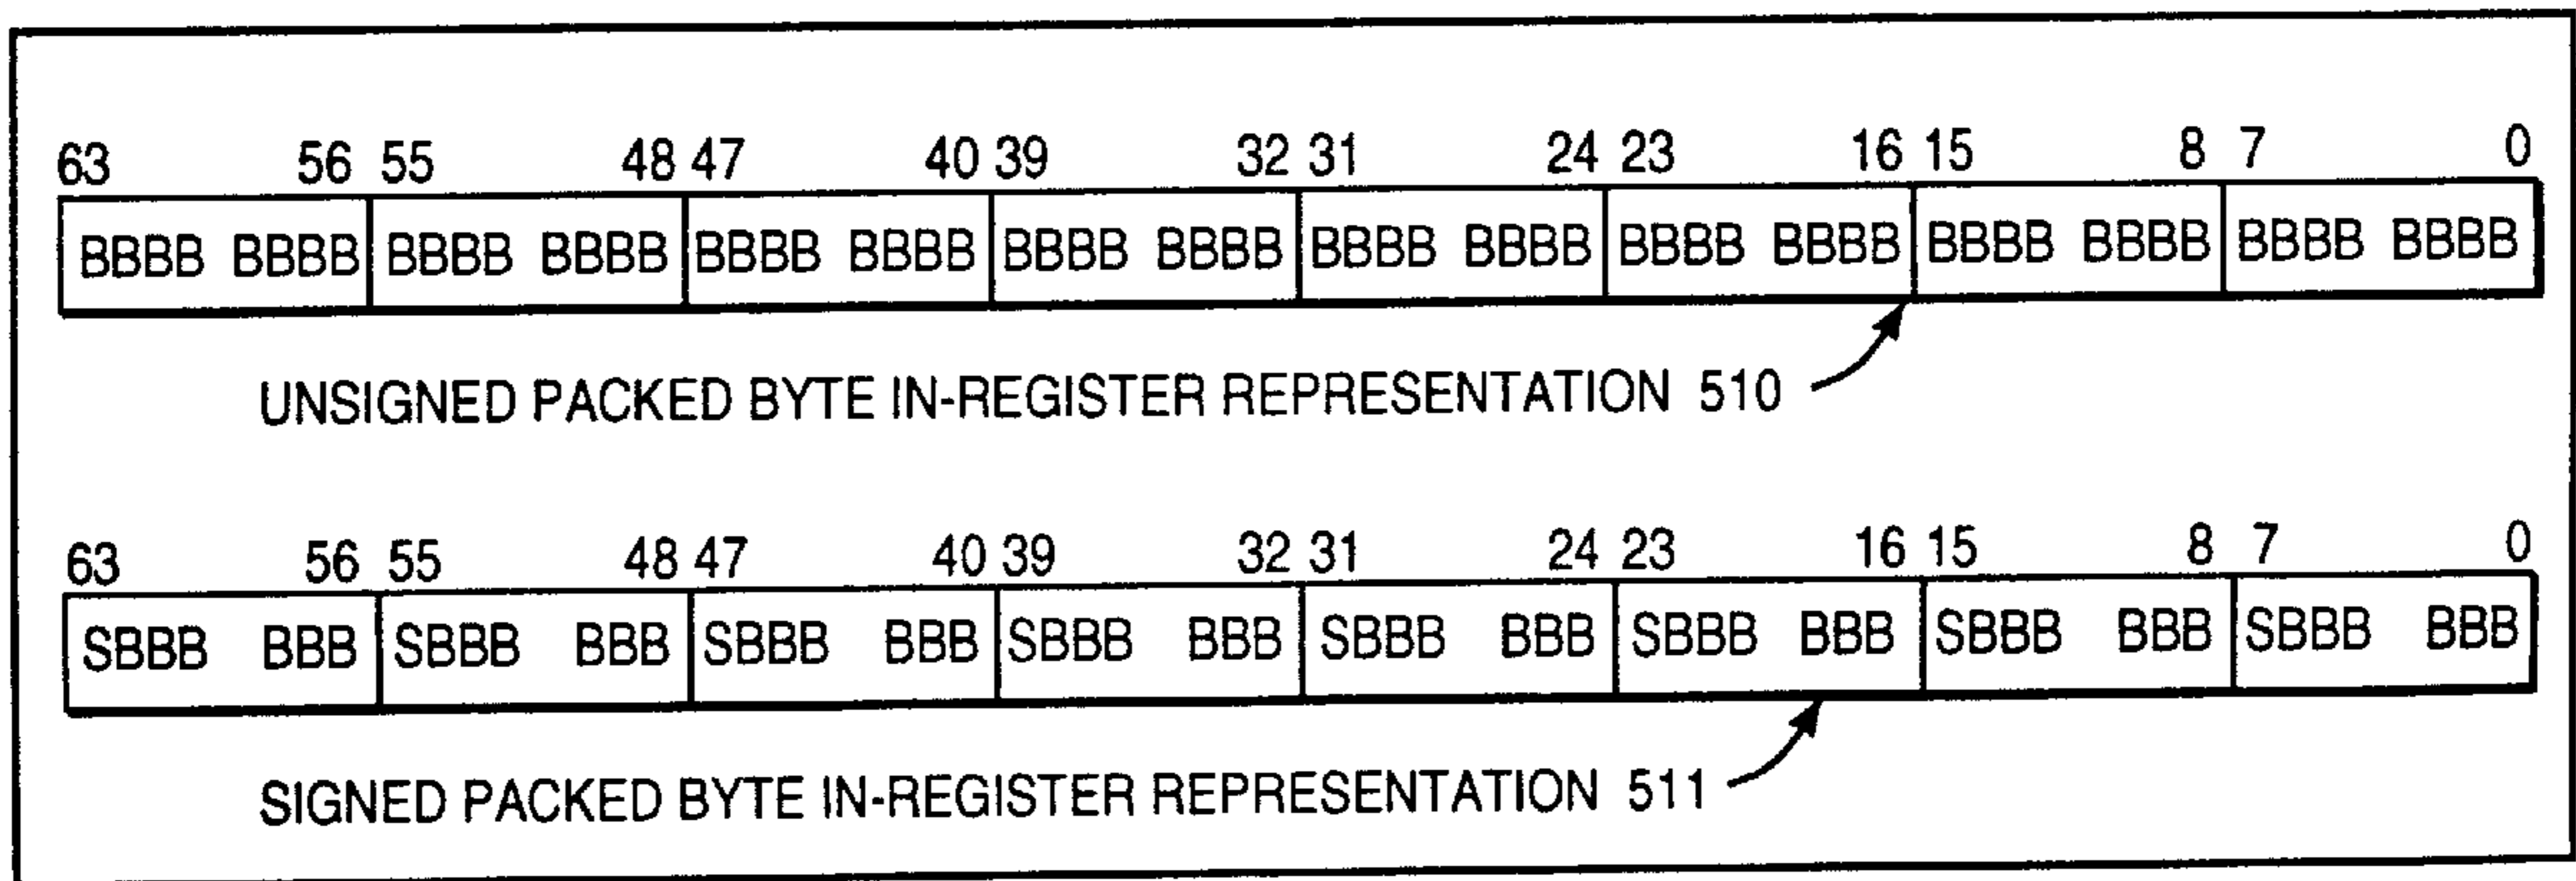 63 56 55 48 47 40 39 32 31 24 23 16 15 8 7 0
BBBB BBBB BBBB BBBB BBBB BBBB BBBB BBBB BBBB BBBB BBBB BBBB BBBB BBBB BBBB BBBB
UNSIGNED PACKED BYTE IN-REGISTER REPRESENTATION 510
63 56 55 48 47 40 39 32 31 24 23 16 15 8 7 0
SBBB BBB SBBB BBB SBBB BBB SBBB BBB SBBB BBB SBBB BBB SBBB BBB SBBB BBB
SIGNED PACKED BYTE IN-REGISTER REPRESENTATION 511